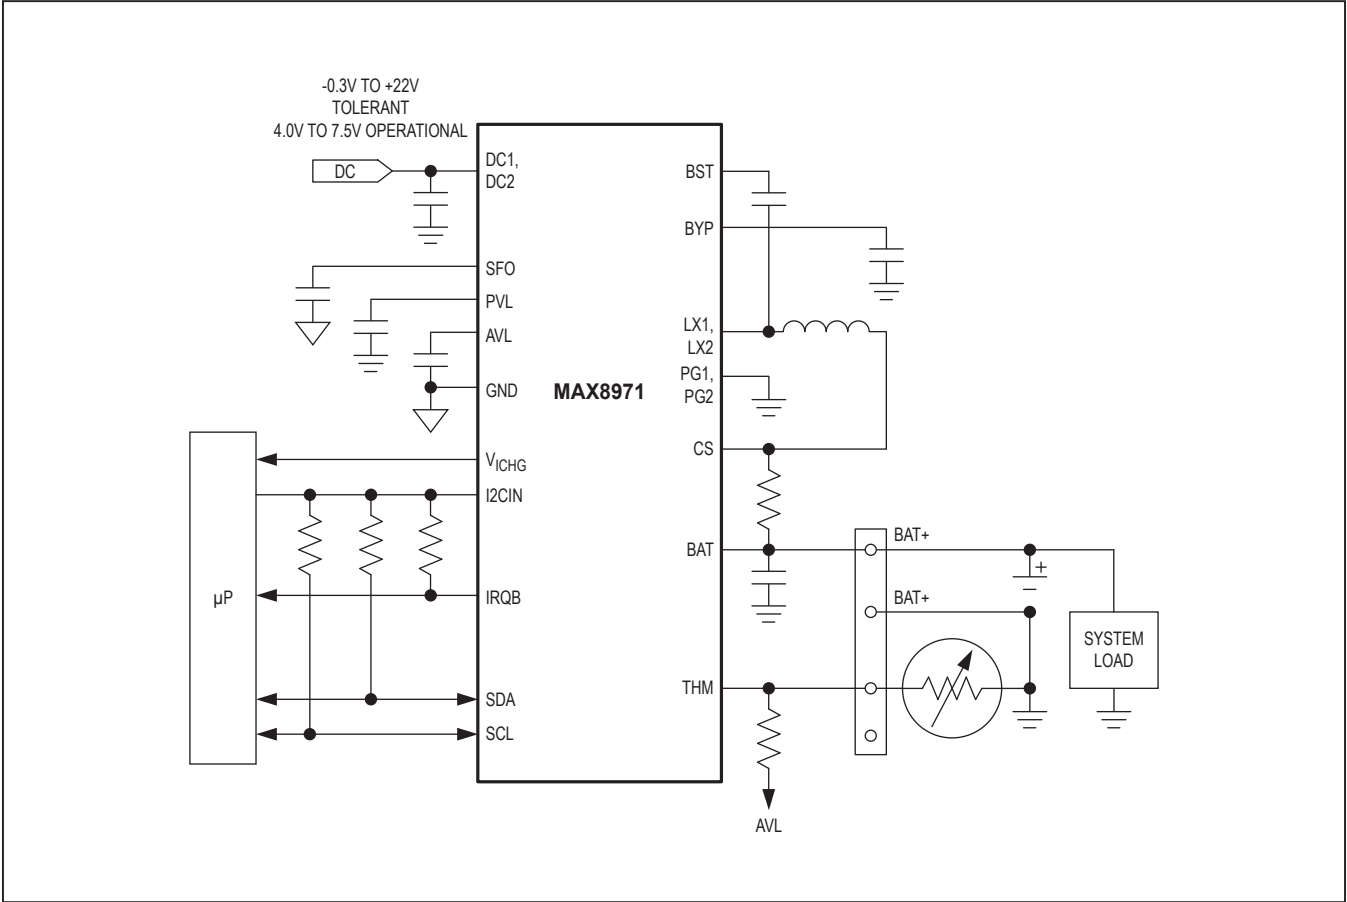 -0.3V TO +22V
TOLERANT
4.0V TO 7.5V OPERATIONAL
DC
DC1,
DC2
SFO
PVL
AVL
GND
VICHG
I2CIN
IRQB
SDA
SCL
µP
MAX8971
BST
BYP
LX1,
LX2
PG1,
PG2
CS
BAT
THM
AVL
BAT+
+
BAT+
SYSTEM
LOAD